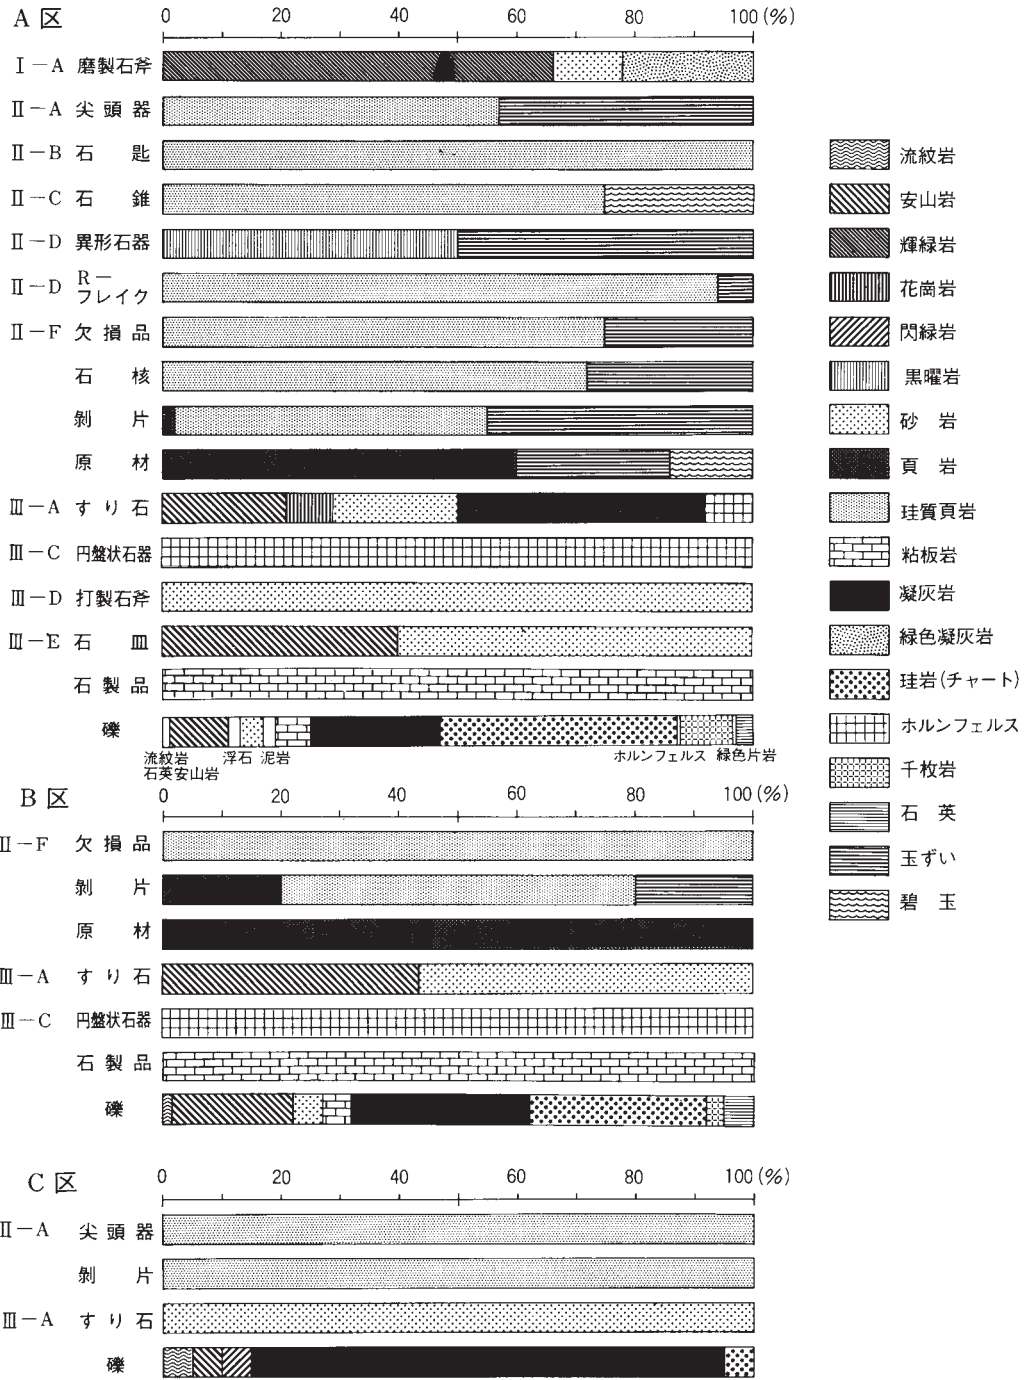 A区 0 20 40 60 80 100(%)
I-A 磨製石斧
II-A 尖頭器
II-B 石匙
II-C 石錐
II-D 異形石器
II-D R-フレイク
II-F 欠損品
石核
剝片
原材
III-A すり石
III-C 円盤状石器
III-D 打製石斧
III-E 石皿
石製品
礫
流紋岩
石英安山岩
浮石
泥岩
ホルンフェルス
緑色片岩
B区 0 20 40 60 80 100(%)
II-F 欠損品
剝片
原材
III-A すり石
III-C 円盤状石器
石製品
礫
C区 0 20 40 60 80 100(%)
II-A 尖頭器
剝片
III-A すり石
礫
流紋岩
安山岩
輝緑岩
花崗岩
閃緑岩
黒曜岩
砂岩
頁岩
珪質頁岩
粘板岩
凝灰岩
緑色凝灰岩
珪岩(チャート)
ホルンフェルス
千枚岩
石英
玉ずい
碧玉